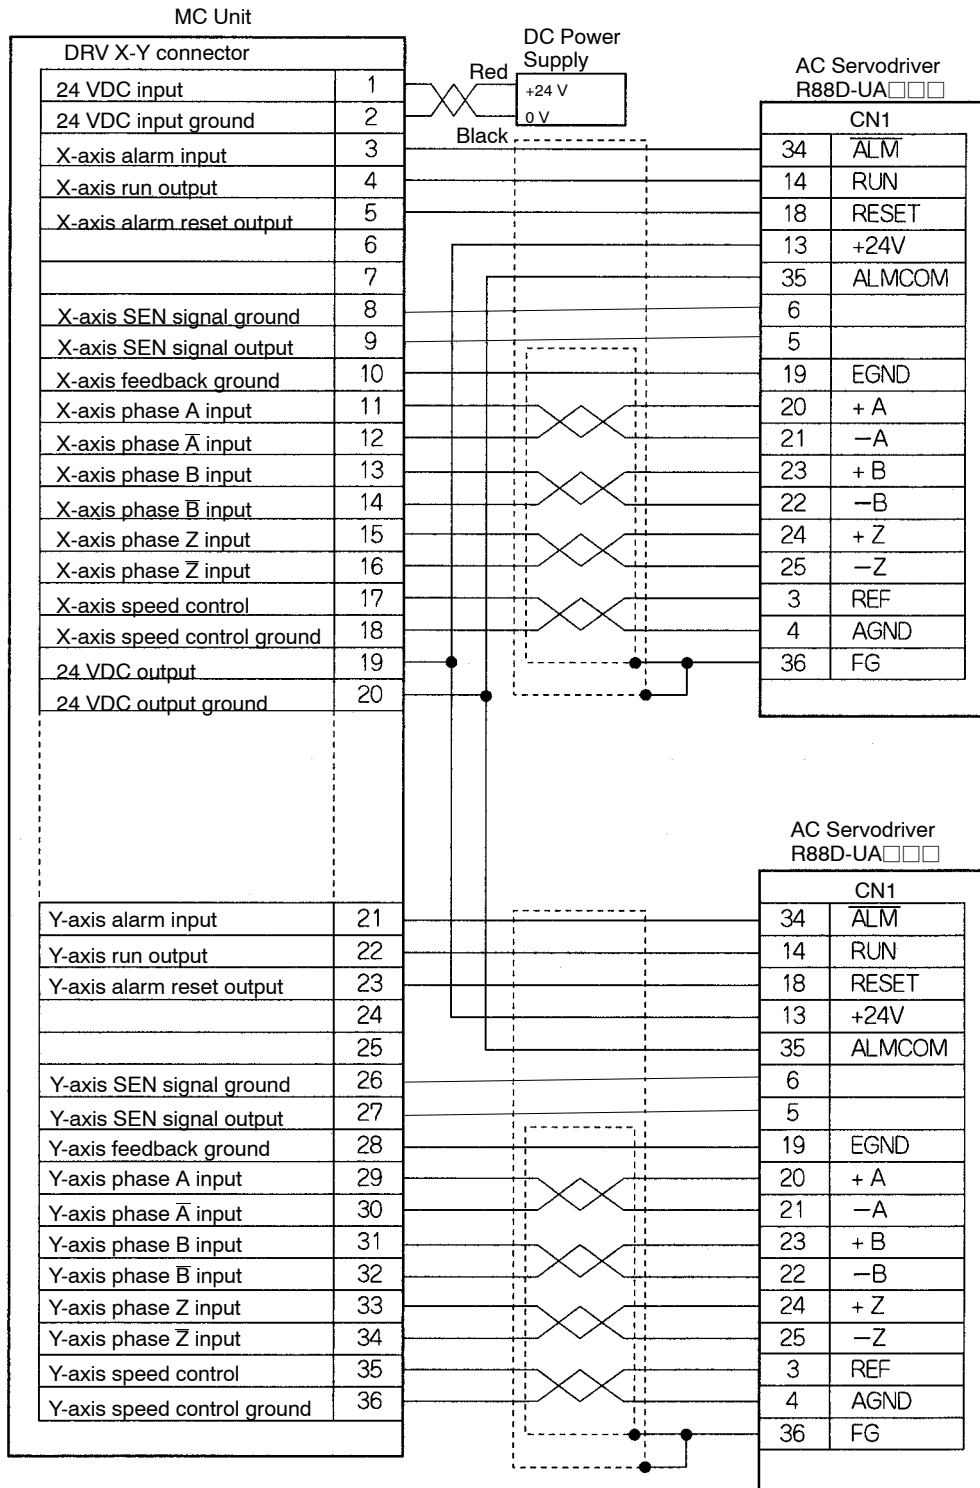 MC Unit
DRV X-Y connector
24 VDC input 1
24 VDC input ground 2
X-axis alarm input 3
X-axis run output 4
X-axis alarm reset output 5
6
7
X-axis SEN signal ground 8
X-axis SEN signal output 9
X-axis feedback ground 10
X-axis phase A input 11
X-axis phase A̅ input 12
X-axis phase B input 13
X-axis phase B̅ input 14
X-axis phase Z input 15
X-axis phase Z̅ input 16
X-axis speed control 17
X-axis speed control ground 18
24 VDC output 19
24 VDC output ground 20
Y-axis alarm input 21
Y-axis run output 22
Y-axis alarm reset output 23
24
25
Y-axis SEN signal ground 26
Y-axis SEN signal output 27
Y-axis feedback ground 28
Y-axis phase A input 29
Y-axis phase A̅ input 30
Y-axis phase B input 31
Y-axis phase B̅ input 32
Y-axis phase Z input 33
Y-axis phase Z̅ input 34
Y-axis speed control 35
Y-axis speed control ground 36
Red
Black
DC Power
Supply
+24 V
0 V
AC Servodriver
R88D-UA□□□
CN1
34 A̅L̅M̅
14 RUN
18 RESET
13 +24V
35 ALMCOM
6
5
19 EGND
20 +A
21 −A
23 +B
22 −B
24 +Z
25 −Z
3 REF
4 AGND
36 FG
AC Servodriver
R88D-UA□□□
CN1
34 A̅L̅M̅
14 RUN
18 RESET
13 +24V
35 ALMCOM
6
5
19 EGND
20 +A
21 −A
23 +B
22 −B
24 +Z
25 −Z
3 REF
4 AGND
36 FG